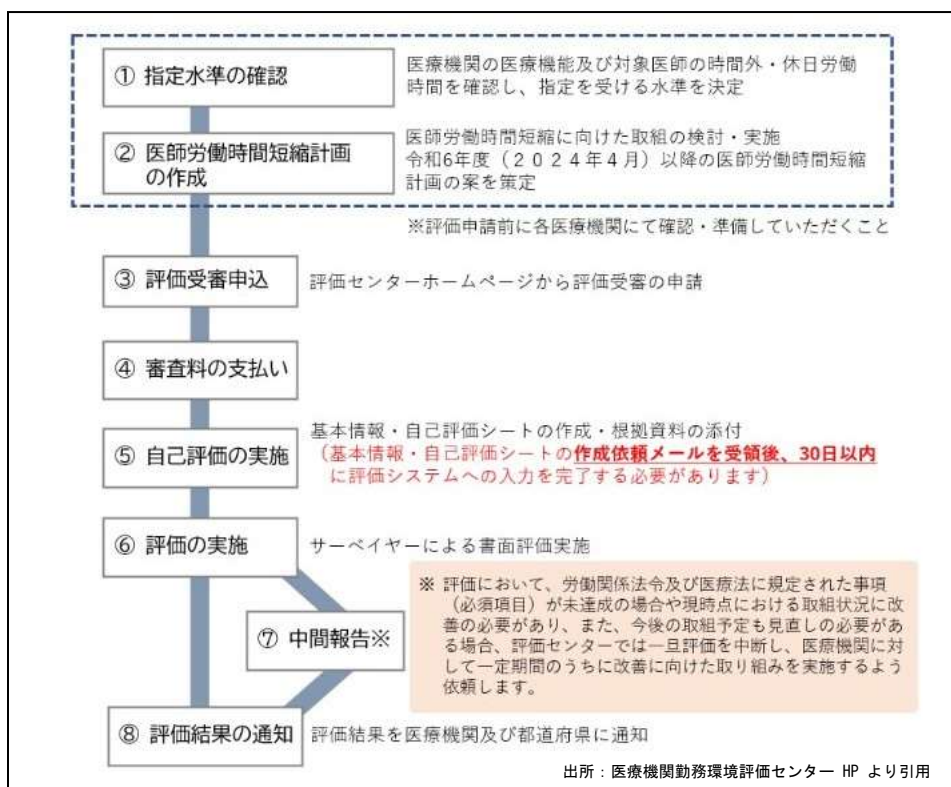 ① 指定水準の確認
医療機関の医療機能及び対象医師の時間外・休日労働
時間を確認し、指定を受ける水準を決定
② 医師労働時間短縮計画
の作成
医師労働時間短縮に向けた取組の検討・実施
令和6年度（２０２４年４月）以降の医師労働時間短縮
計画の案を策定
※評価申請前に各医療機関にて確認・準備していただくこと
③ 評価受審申込
評価センターホームページから評価受審の申請
④ 審査料の支払い
⑤ 自己評価の実施
基本情報・自己評価シートの作成・根拠資料の添付
（基本情報・自己評価シートの作成依頼メールを受領後、30日以内
に評価システムへの入力を完了する必要があります）
⑥ 評価の実施
サーベイヤーによる書面評価実施
⑦ 中間報告※
※ 評価において、労働関係法令及び医療法に規定された事項
（必須項目）が未達成の場合や現時点における取組状況に改
善の必要があり、また、今後の取組予定も見直しの必要があ
る場合、評価センターでは一旦評価を中断し、医療機関に対
して一定期間のうちに改善に向けた取り組みを実施するよう
依頼します。
⑧ 評価結果の通知
評価結果を医療機関及び都道府県に通知
出所：医療機関勤務環境評価センター HP より引用